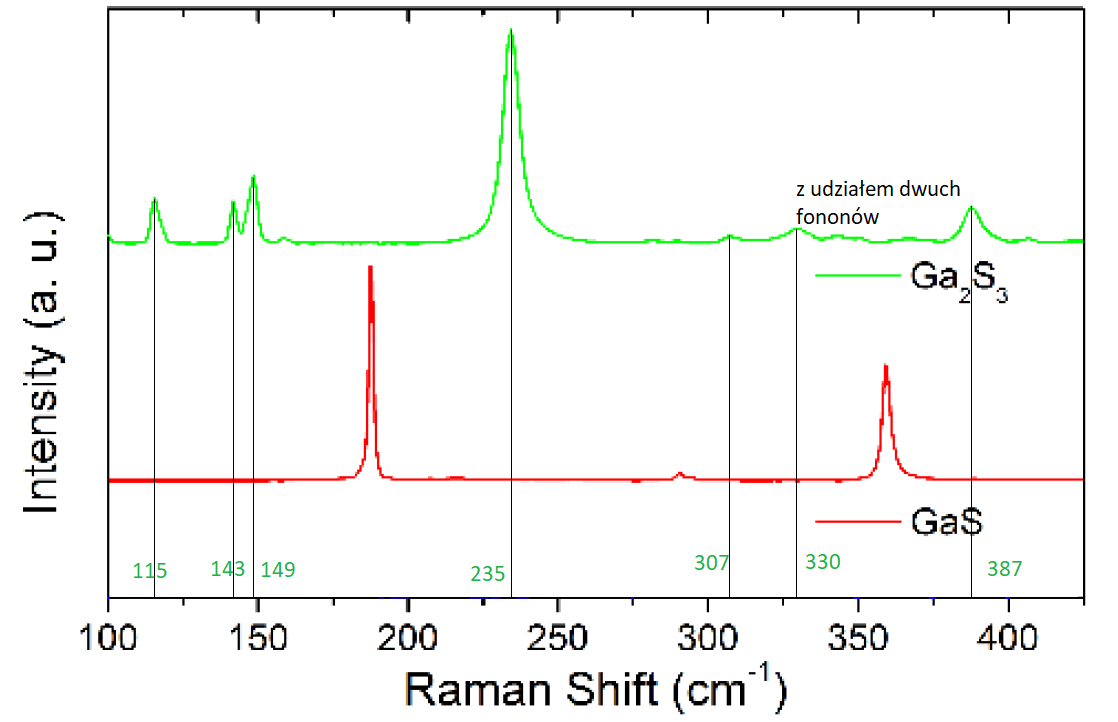 z udziałem dwuch
fononów
Ga2S3
Intensity (a. u.)
GaS
115 143 149 235 307 330 387
100 150 200 250 300 350 400
Raman Shift (cm-1)